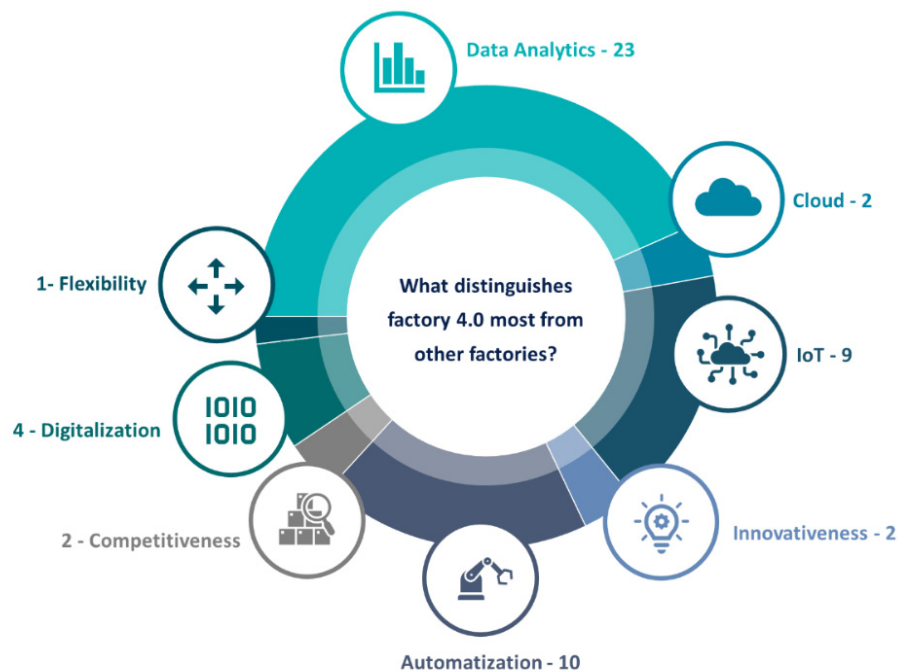 Data Analytics - 23
Cloud - 2
1- Flexibility
What distinguishes
factory 4.0 most from
other factories?
IoT - 9
4 - Digitalization
1010
1010
2 - Competitiveness
Innovativeness - 2
Automatization - 10